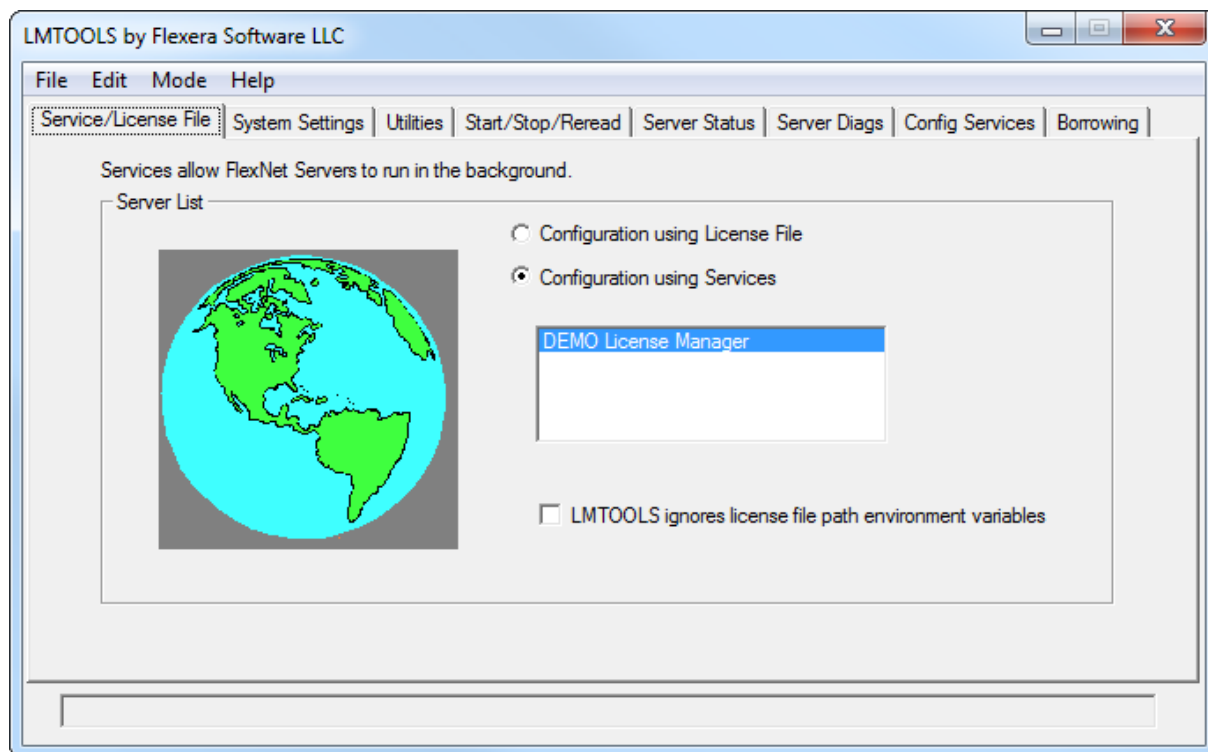 LMTOOLS by Flexera Software LLC
File Edit Mode Help
Service/License File System Settings Utilities Start/Stop/Reread Server Status Server Diags Config Services Borrowing
Services allow FlexNet Servers to run in the background.
Server List
Configuration using License File
Configuration using Services
DEMO License Manager
LMTOOLS ignores license file path environment variables